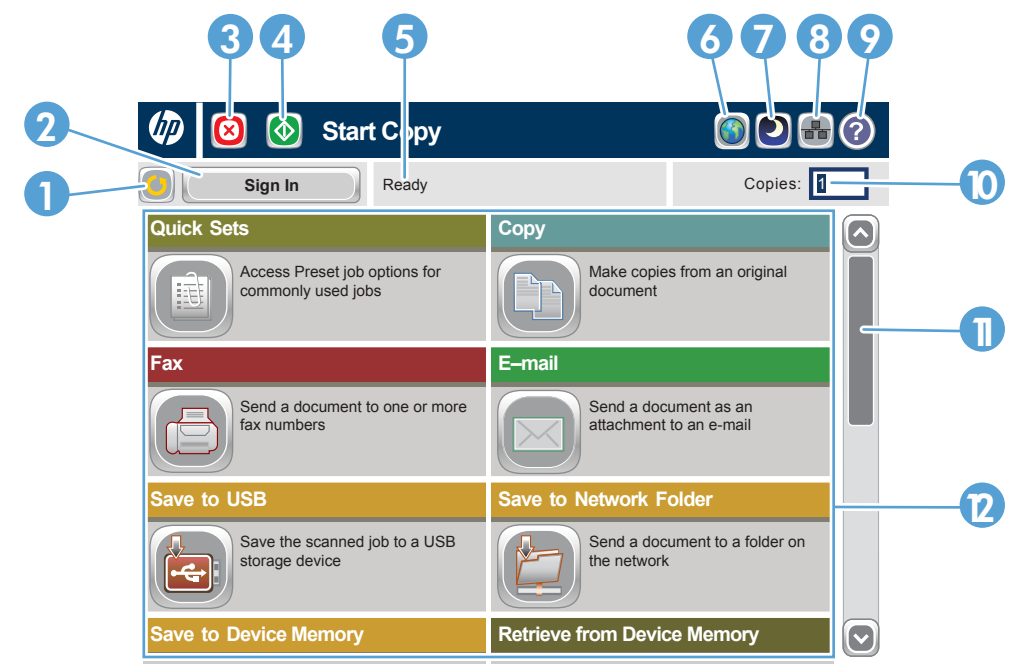 3 4 5 6 7 8 9
2
hp Start Copy ?
1
Sign In Ready Copies: 1
10
Quick Sets Copy
Access Preset job options for Make copies from an original
commonly used jobs document
11
Fax E–mail
Send a document to one or more Send a document as an
fax numbers attachment to an e-mail
Save to USB Save to Network Folder
12
Save the scanned job to a USB Send a document to a folder on
storage device the network
Save to Device Memory Retrieve from Device Memory